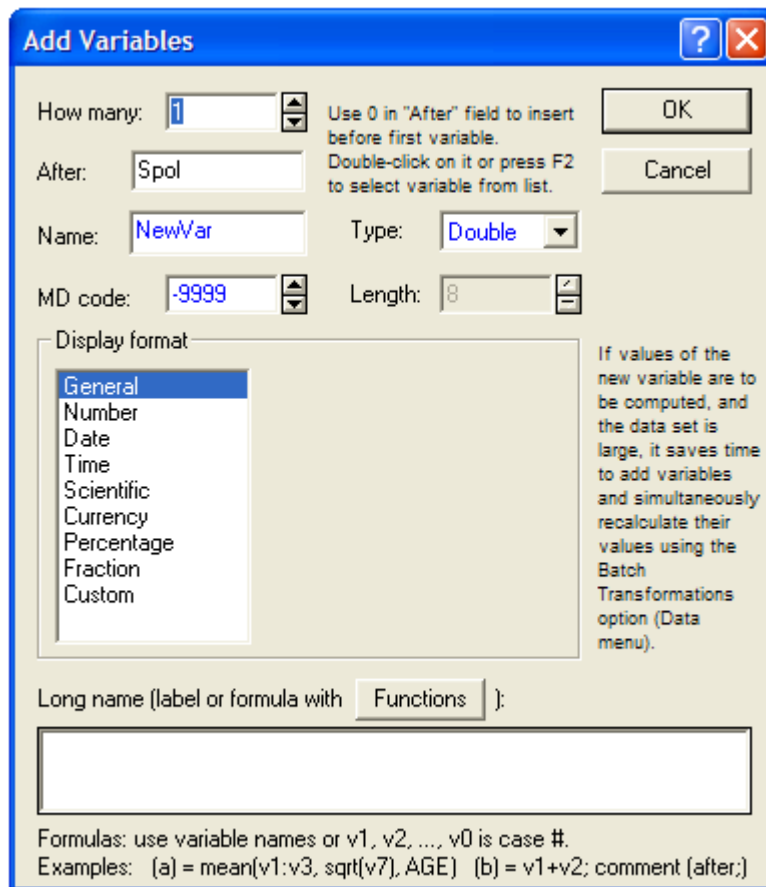 Add Variables
How many: 1
Use 0 in "After" field to insert
before first variable.
Double-click on it or press F2
to select variable from list.
OK
After: Spol
Cancel
Name: NewVar
Type: Double
MD code: -9999
Length: 8
Display format
General
Number
Date
Time
Scientific
Currency
Percentage
Fraction
Custom
If values of the
new variable are to
be computed, and
the data set is
large, it saves time
to add variables
and simultaneously
recalculate their
values using the
Batch
Transformations
option (Data
menu).
Long name (label or formula with Functions ):
Formulas: use variable names or v1, v2, ..., v0 is case #.
Examples: (a) = mean(v1:v3, sqrt(v7), AGE) (b) = v1+v2; comment (after;)